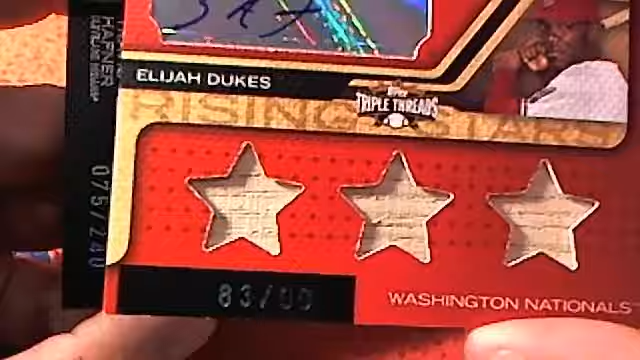 HAFNER
075/240
ELIJAH DUKES
TOPPS
TRIPLE THREADS
RISING STARS
83/99
WASHINGTON NATIONALS